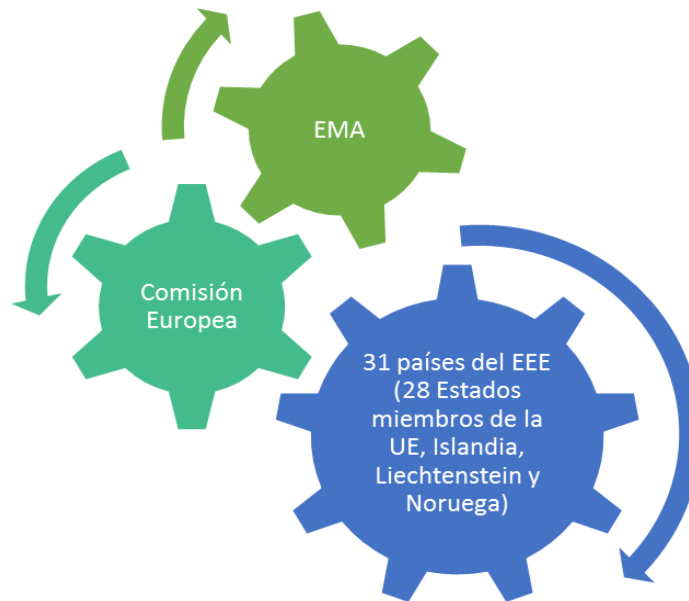 EMA
Comisión
Europea
31 países del EEE
(28 Estados
miembros de la
UE, Islandia,
Liechtenstein y
Noruega)